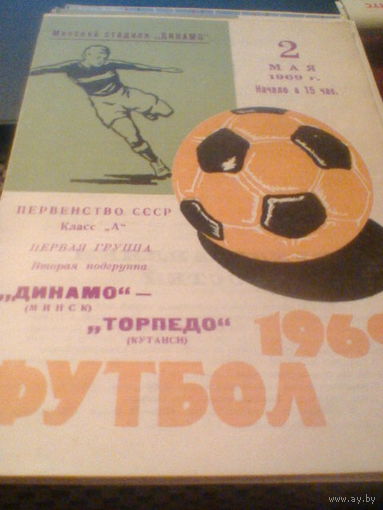 Минский стадион „ДИНАМО"
2
МАЯ
1969 г.
Начало в 15 час.
ПЕРВЕНСТВО СССР
Класс „А"
ПЕРВАЯ ГРУППА
Вторая подгруппа
„ДИНАМО" —
(МИНСК)
„ТОРПЕДО"
(КУТАИСИ)
1969
ФУТБОЛ
www.ay.by